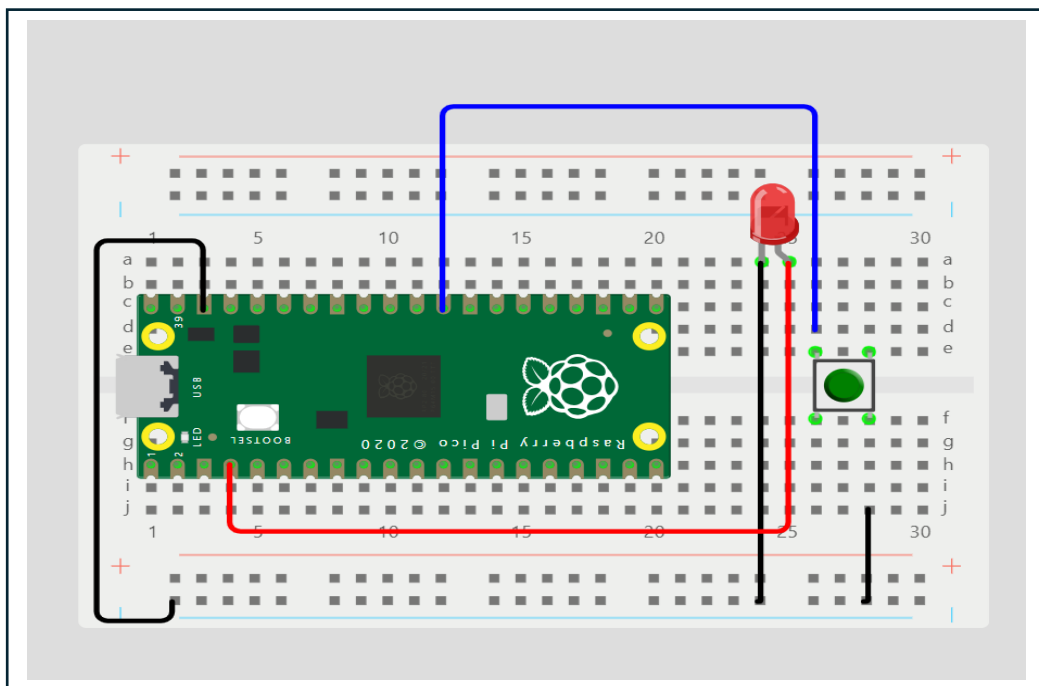 + +
1 5 10 15 20 25 30
a a
b b
c c
39
d d
e e
USB
f f
LED
BOOTSEL
Raspberry Pi Pico ©2020
g g
1 2
h h
i i
j j
1 5 10 15 20 25 30
+ +